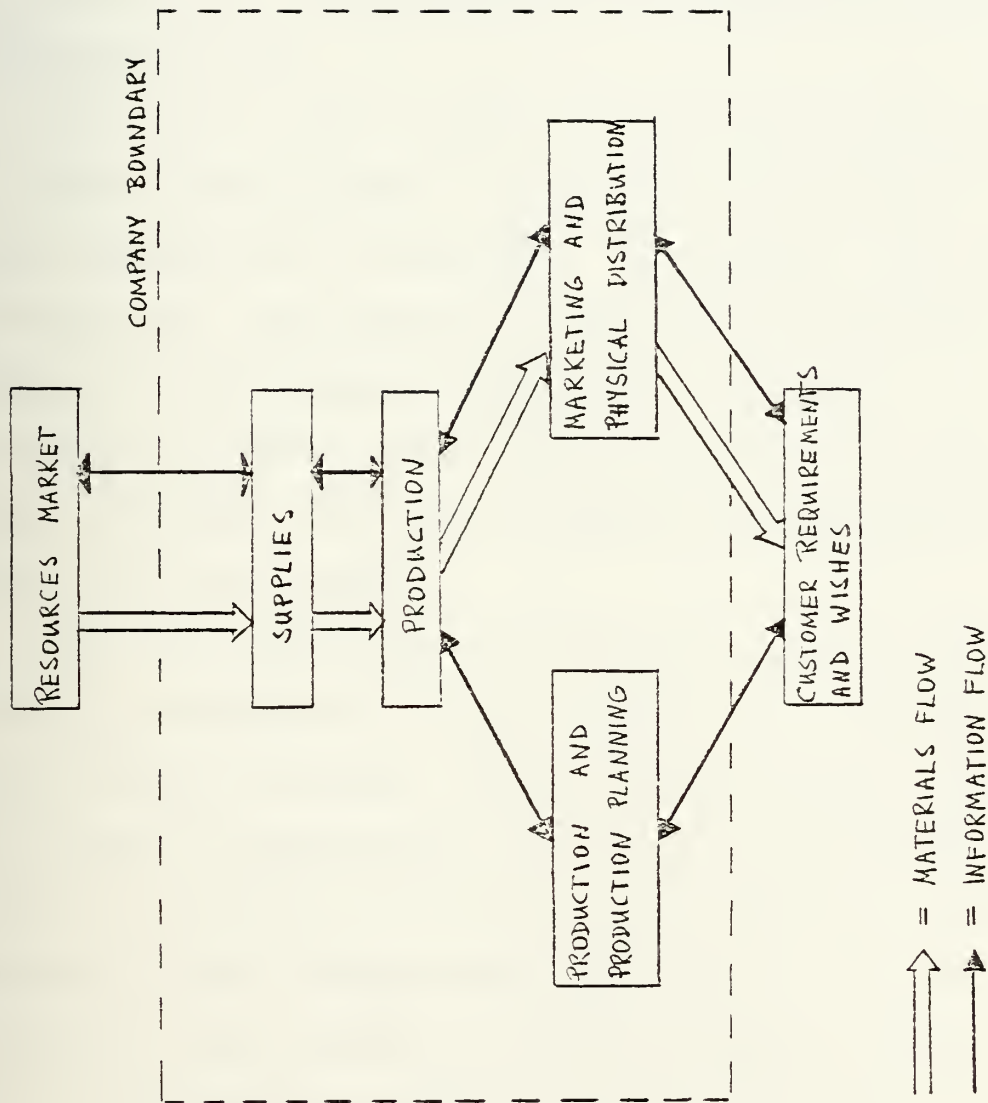 RESOURCES MARKET
COMPANY BOUNDARY
SUPPLIES
PRODUCTION
PRODUCTION AND
PRODUCTION PLANNING
MARKETING AND
PHYSICAL DISTRIBUTION
CUSTOMER REQUIREMENTS
AND WISHES
= MATERIALS FLOW
= INFORMATION FLOW